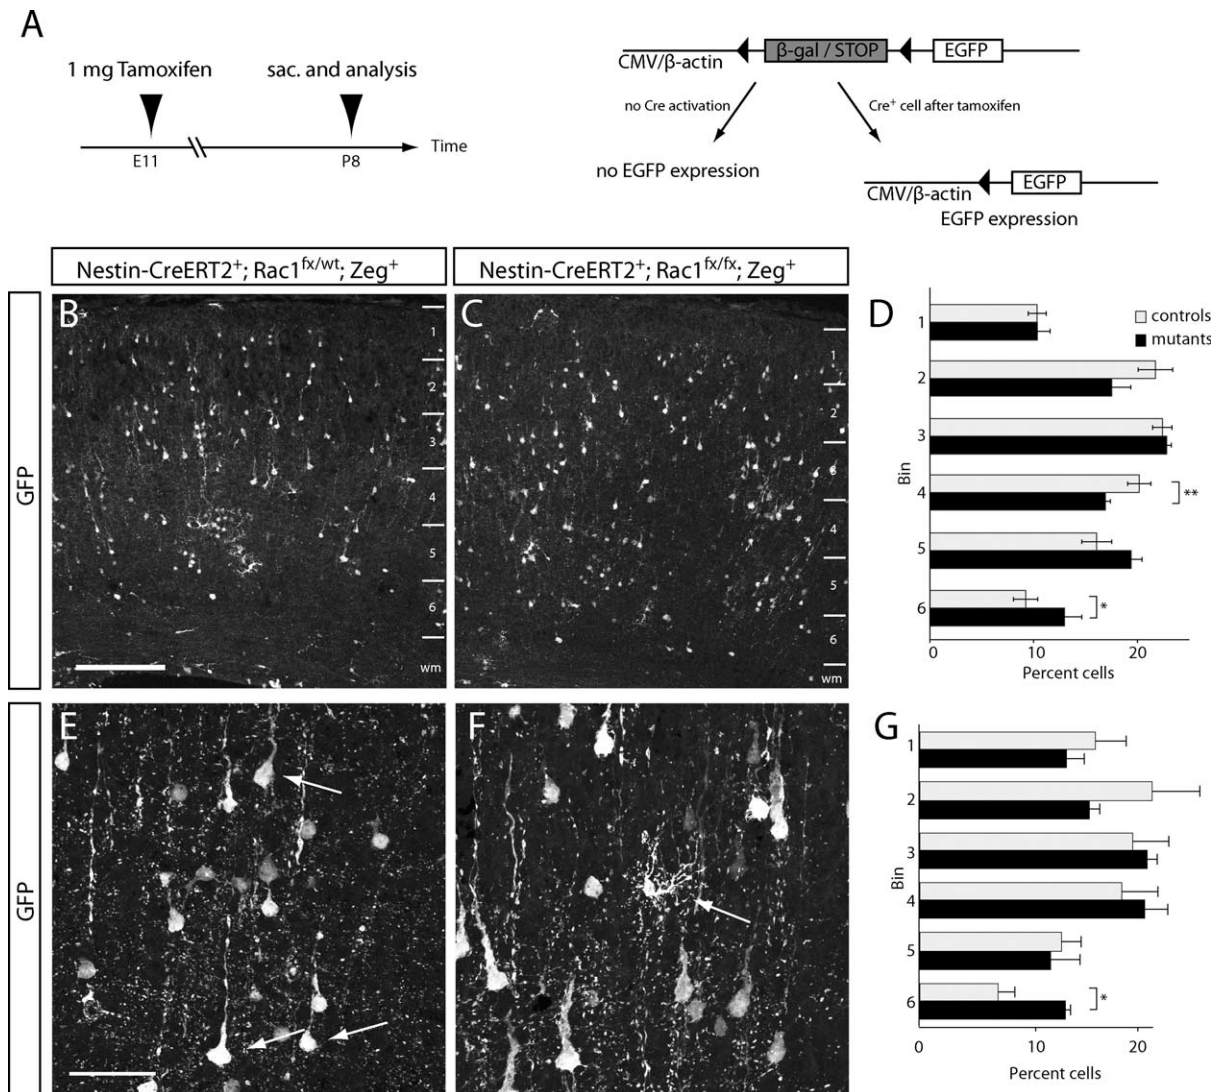 A
1 mg Tamoxifen
sac. and analysis
E11
P8
Time
CMV/β-actin
β-gal / STOP
EGFP
no Cre activation
Cre⁺ cell after tamoxifen
no EGFP expression
CMV/β-actin
EGFP
EGFP expression
Nestin-CreERT2⁺; Rac1ᶠˣ/ʷᵗ; Zeg⁺
Nestin-CreERT2⁺; Rac1ᶠˣ/ᶠˣ; Zeg⁺
GFP
B
1
2
3
4
5
6
wm
C
1
2
3
4
5
6
wm
D
controls
mutants
Bin
1
2
3
4
**
5
6
*
0
10
20
Percent cells
GFP
E
F
G
Bin
1
2
3
4
5
6
*
0
10
20
Percent cells